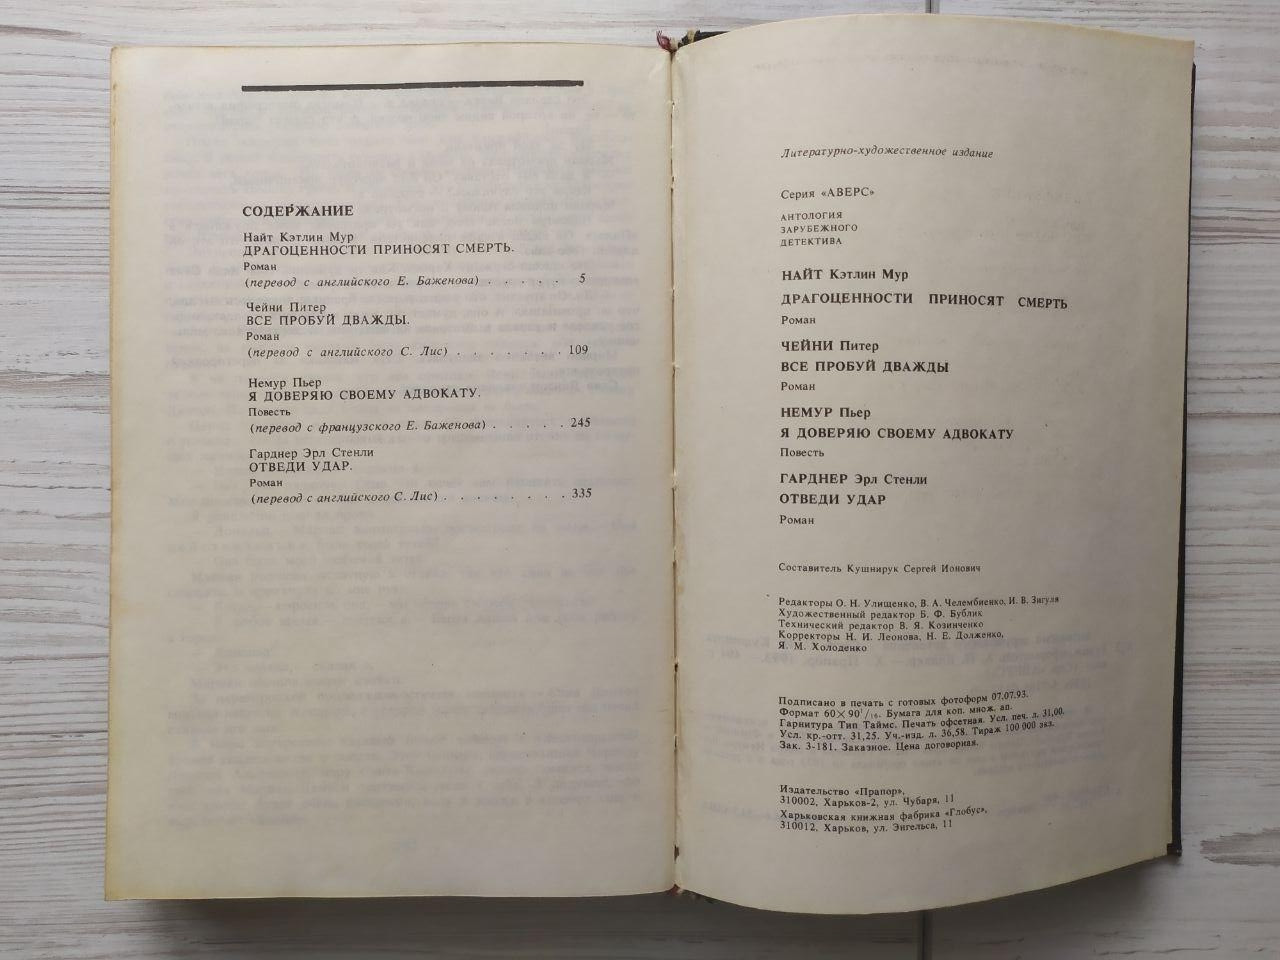 СОДЕРЖАНИЕ
Найт Кэтлин Мур
ДРАГОЦЕННОСТИ ПРИНОСЯТ СМЕРТЬ.
Роман
(перевод с английского Е. Баженова) . . . . . 5
Чейни Питер
ВСЕ ПРОБУЙ ДВАЖДЫ.
Роман
(перевод с английского С. Лис) . . . . . . . 109
Немур Пьер
Я ДОВЕРЯЮ СВОЕМУ АДВОКАТУ.
Повесть
(перевод с французского Е. Баженова) . . . . . 245
Гарднер Эрл Стенли
ОТВЕДИ УДАР.
Роман
(перевод с английского С. Лис) . . . . . . . . 335
Литературно-художественное издание
Серия «АВЕРС»
АНТОЛОГИЯ
ЗАРУБЕЖНОГО
ДЕТЕКТИВА
НАЙТ Кэтлин Мур
ДРАГОЦЕННОСТИ ПРИНОСЯТ СМЕРТЬ
Роман
ЧЕЙНИ Питер
ВСЕ ПРОБУЙ ДВАЖДЫ
Роман
НЕМУР Пьер
Я ДОВЕРЯЮ СВОЕМУ АДВОКАТУ
Повесть
ГАРДНЕР Эрл Стенли
ОТВЕДИ УДАР
Роман
Составитель Кушнирук Сергей Ионович
Редакторы О. Н. Улищенко, В. А. Челембиенко, И. В. Зигуля
Художественный редактор Б. Ф. Бублик
Технический редактор В. Я. Козинченко
Корректоры Н. И. Леонова, Н. Е. Долженко,
Я. М. Холоденко
Подписано в печать с готовых фотоформ 07.07.93.
Формат 60×90¹/₁₆. Бумага для коп. множ. ап.
Гарнитура Тип Таймс. Печать офсетная. Усл. печ. л. 31,00.
Усл. кр.-отт. 31,25. Уч.-изд. л. 36,58. Тираж 100 000 экз.
Зак. 3-181. Заказное. Цена договорная.
Издательство «Прапор»,
310002, Харьков-2, ул. Чубаря, 11
Харьковская книжная фабрика «Глобус»,
310012, Харьков, ул. Энгельса, 11